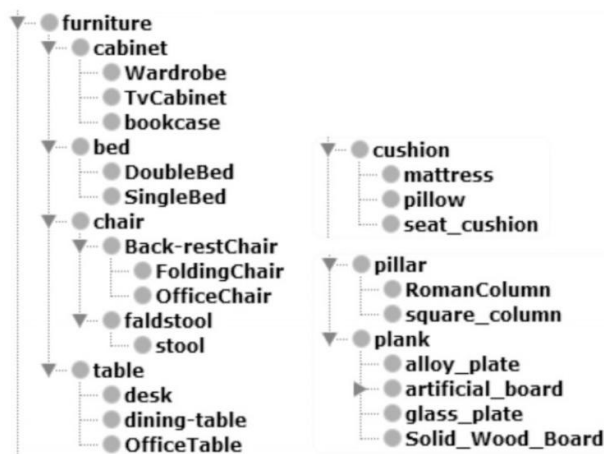 furniture
cabinet
Wardrobe
TvCabinet
bookcase
bed
DoubleBed
SingleBed
chair
Back-restChair
FoldingChair
OfficeChair
faldstool
stool
table
desk
dining-table
OfficeTable
cushion
mattress
pillow
seat_cushion
pillar
RomanColumn
square_column
plank
alloy_plate
artificial_board
glass_plate
Solid_Wood_Board